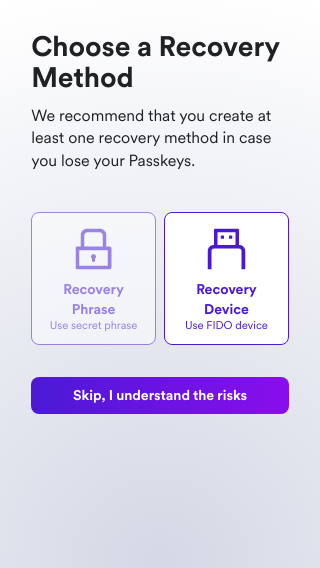 Choose a Recovery
Method
We recommend that you create at
least one recovery method in case
you lose your Passkeys.
Recovery
Phrase
Use secret phrase
Recovery
Device
Use FIDO device
Skip, I understand the risks